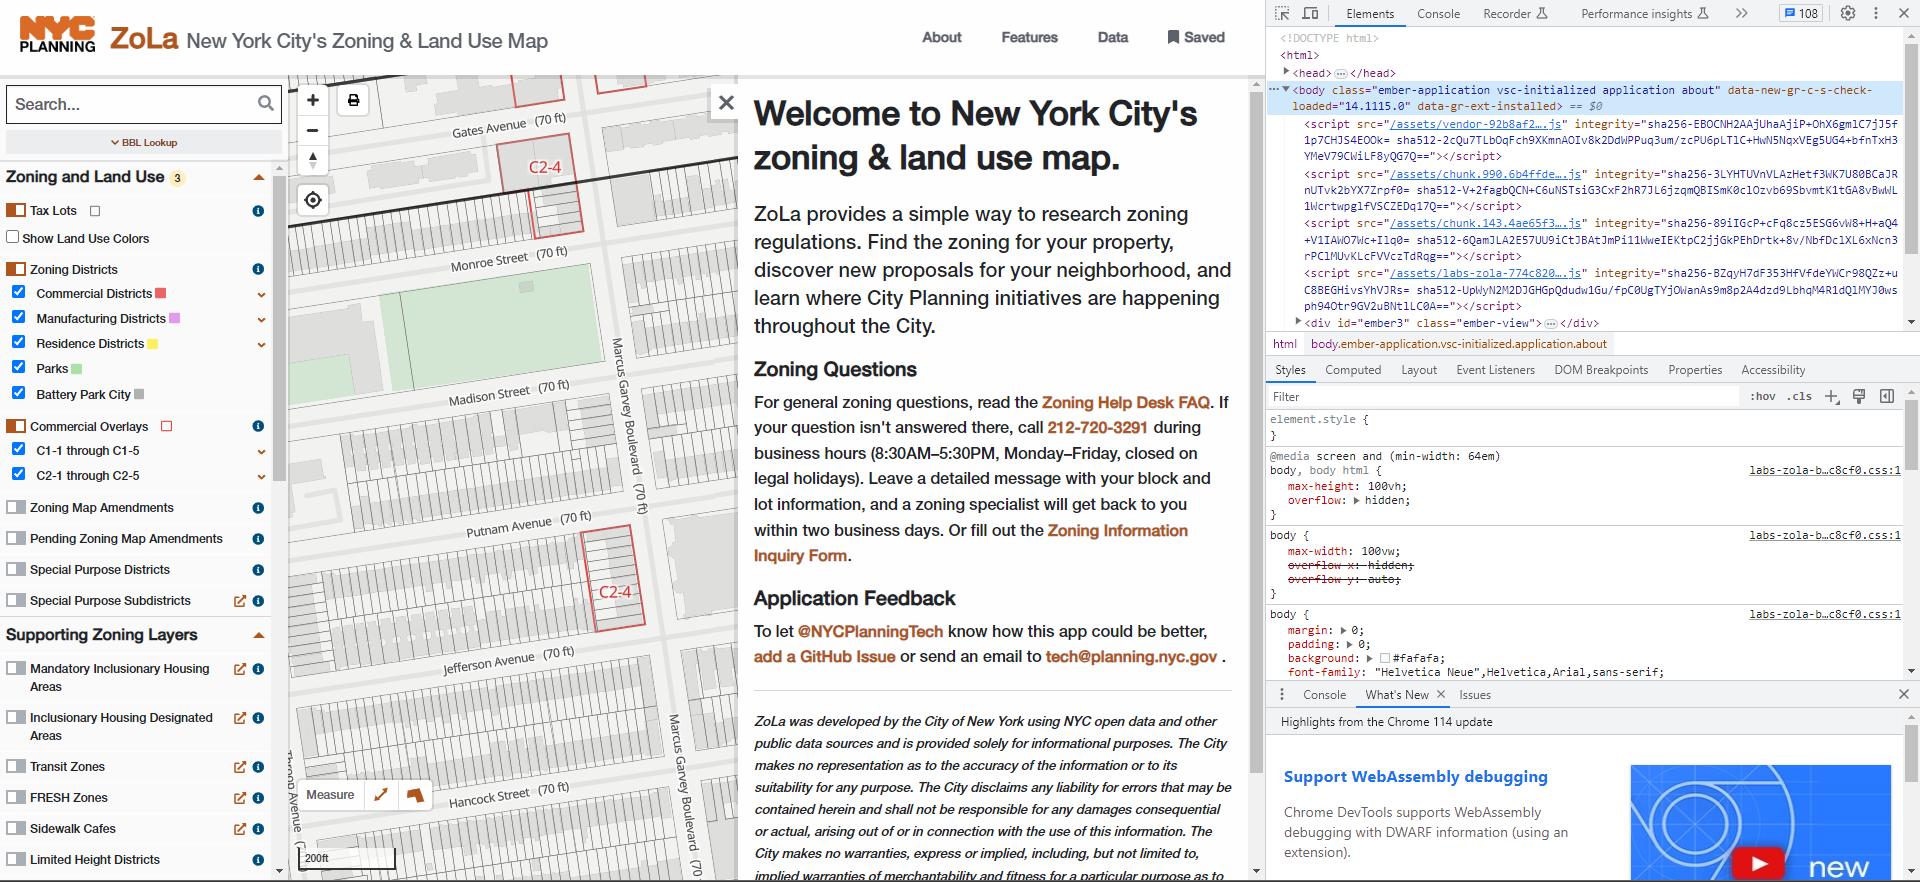 NYC
PLANNING
ZoLa New York City's Zoning & Land Use Map
About
Features
Data
Saved
Search...
BBL Lookup
Zoning and Land Use 3
Tax Lots
Show Land Use Colors
Zoning Districts
Commercial Districts
Manufacturing Districts
Residence Districts
Parks
Battery Park City
Commercial Overlays
C1-1 through C1-5
C2-1 through C2-5
Zoning Map Amendments
Pending Zoning Map Amendments
Special Purpose Districts
Special Purpose Subdistricts
Supporting Zoning Layers
Mandatory Inclusionary Housing
Areas
Inclusionary Housing Designated
Areas
Transit Zones
FRESH Zones
Sidewalk Cafes
Limited Height Districts
Gates Avenue (70 ft)
C2-4
Monroe Street (70 ft)
Madison Street (70 ft)
Marcus Garvey Boulevard (70 ft)
Putnam Avenue (70 ft)
C2-4
Jefferson Avenue (70 ft)
Marcus Garvey Boulevard (70
Hancock Street (70 ft)
Avenue
Measure
200ft
Welcome to New York City's
zoning & land use map.
ZoLa provides a simple way to research zoning
regulations. Find the zoning for your property,
discover new proposals for your neighborhood, and
learn where City Planning initiatives are happening
throughout the City.
Zoning Questions
For general zoning questions, read the Zoning Help Desk FAQ. If
your question isn't answered there, call 212-720-3291 during
business hours (8:30AM–5:30PM, Monday–Friday, closed on
legal holidays). Leave a detailed message with your block and
lot information, and a zoning specialist will get back to you
within two business days. Or fill out the Zoning Information
Inquiry Form.
Application Feedback
To let @NYCPlanningTech know how this app could be better,
add a GitHub Issue or send an email to tech@planning.nyc.gov .
ZoLa was developed by the City of New York using NYC open data and other
public data sources and is provided solely for informational purposes. The City
makes no representation as to the accuracy of the information or to its
suitability for any purpose. The City disclaims any liability for errors that may be
contained herein and shall not be responsible for any damages consequential
or actual, arising out of or in connection with the use of this information. The
City makes no warranties, express or implied, including, but not limited to,
implied warranties of merchantability and fitness for a particular purpose as to
Elements
Console
Recorder
Performance insights
108
<!DOCTYPE html>
<html>
<head> … </head>
<body class="ember-application vsc-initialized application about" data-new-gr-c-s-check-
loaded="14.1115.0" data-gr-ext-installed> == $0
<script src="/assets/vendor-92b8af2….js" integrity="sha256-EBOCNH2AAjUhaAjiP+OhX6gmlC7jJ5f
1p7CHJS4EOOk= sha512-2cQu7TLbOqFch9XKmnAOIv8k2DdWPPuq3um/zcPU6pLT1C+HwN5NqxVEg5UG4+bfnTxH3
YMeV79CWiLF8yQG7Q=="></script>
<script src="/assets/chunk.990.6b4ffde….js" integrity="sha256-3LYHTUVnVLAzHetf3WK7U80BCaJR
nUTvk2bYX7Zrpf0= sha512-V+2fagbQCN+C6uNSTsiG3CxF2hR7JL6jzqmQBISmK0c1Ozvb69SbvmtK1tGA8vBwWL
1Wcrtwpg1fVSCZEDq17Q=="></script>
<script src="/assets/chunk.143.4ae65f3….js" integrity="sha256-89iIGcP+cFq8cz5ESG6vW8+H+aQ4
+V1IAWO7Wc+Ilq0= sha512-6QamJLA2E57UU9iCtJBAtJmPi11WweIEKtpC2jjGkPEhDrtk+8v/NbfDclXL6xNcn3
rPClMUvKLcFVVczTdRqg=="></script>
<script src="/assets/labs-zola-774c820….js" integrity="sha256-BZqyH7dF353HfVfdeYWCr98QZz+u
C8BEGHivsYhVJRs= sha512-UpWyN2M2DJGHGpQdudw1Gu/fpC0UgTYjOWanAs9m8p2A4dzd9LbhqM4R1dQlMYJ0ws
ph94Otr9GV2uBNtlLC0A=="></script>
<div id="ember3" class="ember-view"> … </div>
html
body.ember-application.vsc-initialized.application.about
Styles
Computed
Layout
Event Listeners
DOM Breakpoints
Properties
Accessibility
Filter
:hov
.cls
element.style {
}
@media screen and (min-width: 64em)
body, body html {
labs-zola-b…c8cf0.css:1
max-height: 100vh;
overflow: hidden;
}
body {
labs-zola-b…c8cf0.css:1
max-width: 100vw;
overflow-x: hidden;
overflow-y: auto;
}
body {
labs-zola-b…c8cf0.css:1
margin: 0;
padding: 0;
background: #fafafa;
font-family: "Helvetica Neue",Helvetica,Arial,sans-serif;
Console
What's New
Issues
Highlights from the Chrome 114 update
Support WebAssembly debugging
Chrome DevTools supports WebAssembly
debugging with DWARF information (using an
extension).
new